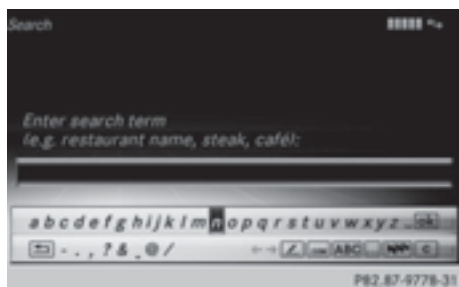 Search
Enter search term
(e.g. restaurant name, steak, café):
a b c d e f g h i j k l m n o p q r s t u v w x y z _ ok
- . , ? & _ @ / ← → ABC c
P82.87-9778-31